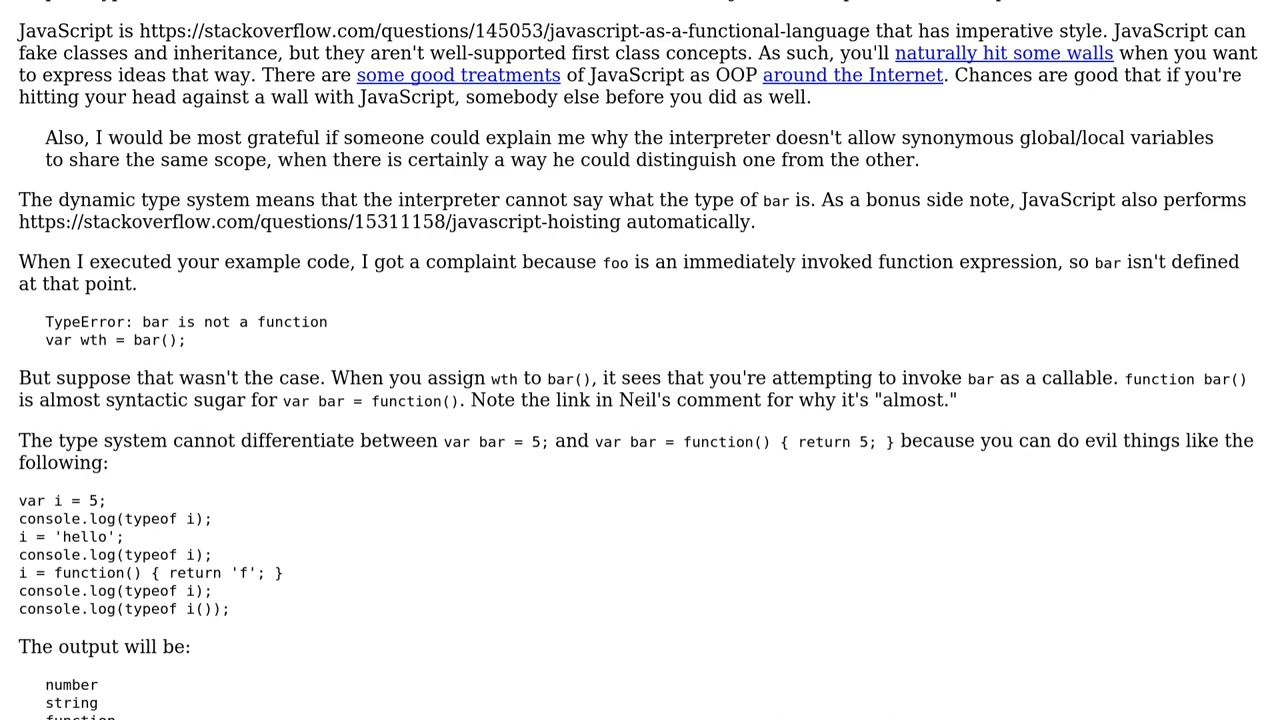 JavaScript is https://stackoverflow.com/questions/145053/javascript-as-a-functional-language that has imperative style. JavaScript can
fake classes and inheritance, but they aren't well-supported first class concepts. As such, you'll naturally hit some walls when you want
to express ideas that way. There are some good treatments of JavaScript as OOP around the Internet. Chances are good that if you're
hitting your head against a wall with JavaScript, somebody else before you did as well.
Also, I would be most grateful if someone could explain me why the interpreter doesn't allow synonymous global/local variables
to share the same scope, when there is certainly a way he could distinguish one from the other.
The dynamic type system means that the interpreter cannot say what the type of bar is. As a bonus side note, JavaScript also performs
https://stackoverflow.com/questions/15311158/javascript-hoisting automatically.
When I executed your example code, I got a complaint because foo is an immediately invoked function expression, so bar isn't defined
at that point.
TypeError: bar is not a function
var wth = bar();
But suppose that wasn't the case. When you assign wth to bar(), it sees that you're attempting to invoke bar as a callable. function bar()
is almost syntactic sugar for var bar = function(). Note the link in Neil's comment for why it's "almost."
The type system cannot differentiate between var bar = 5; and var bar = function() { return 5; } because you can do evil things like the
following:
var i = 5;
console.log(typeof i);
i = 'hello';
console.log(typeof i);
i = function() { return 'f'; }
console.log(typeof i);
console.log(typeof i());
The output will be:
number
string
function